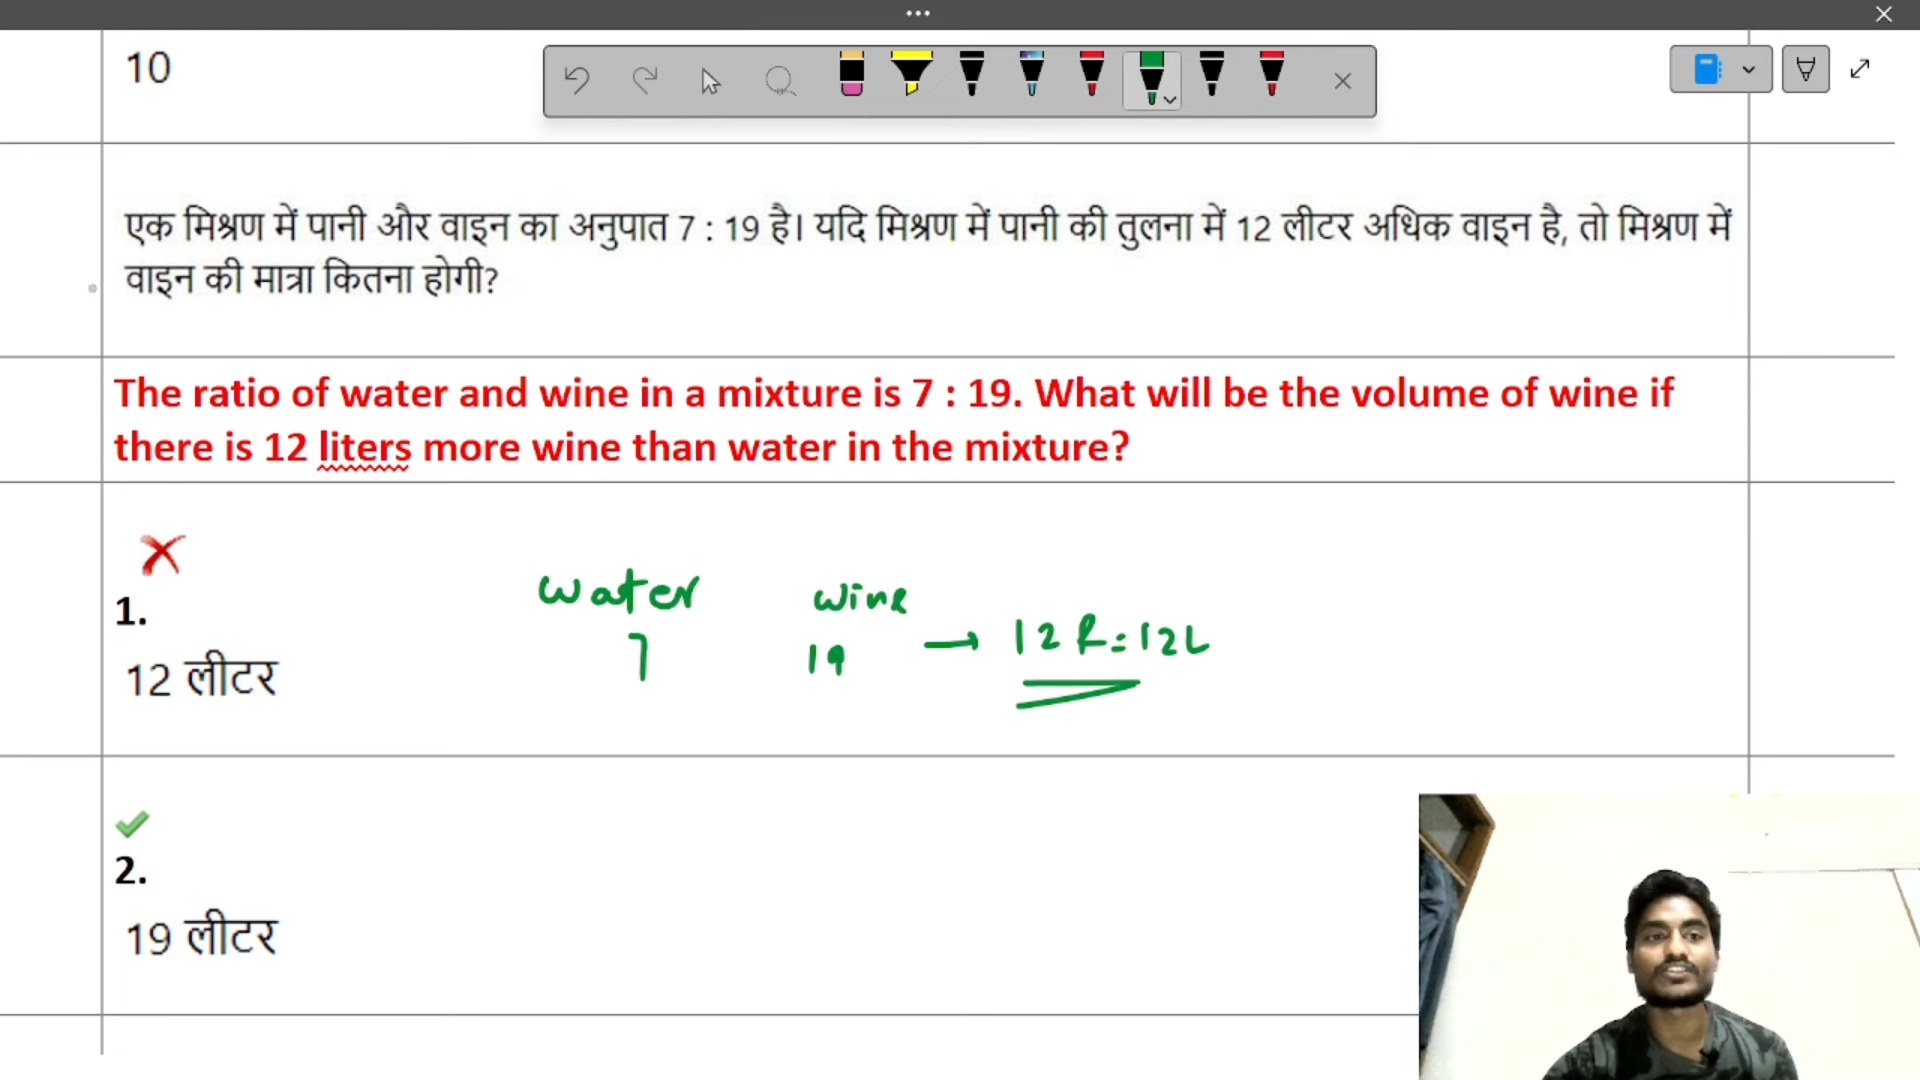 10
एक मिश्रण में पानी और वाइन का अनुपात 7 : 19 है। यदि मिश्रण में पानी की तुलना में 12 लीटर अधिक वाइन है, तो मिश्रण में
वाइन की मात्रा कितना होगी?
The ratio of water and wine in a mixture is 7 : 19. What will be the volume of wine if
there is 12 liters more wine than water in the mixture?
1.
12 लीटर
water wine
7 19 → 12 R = 12 L
2.
19 लीटर